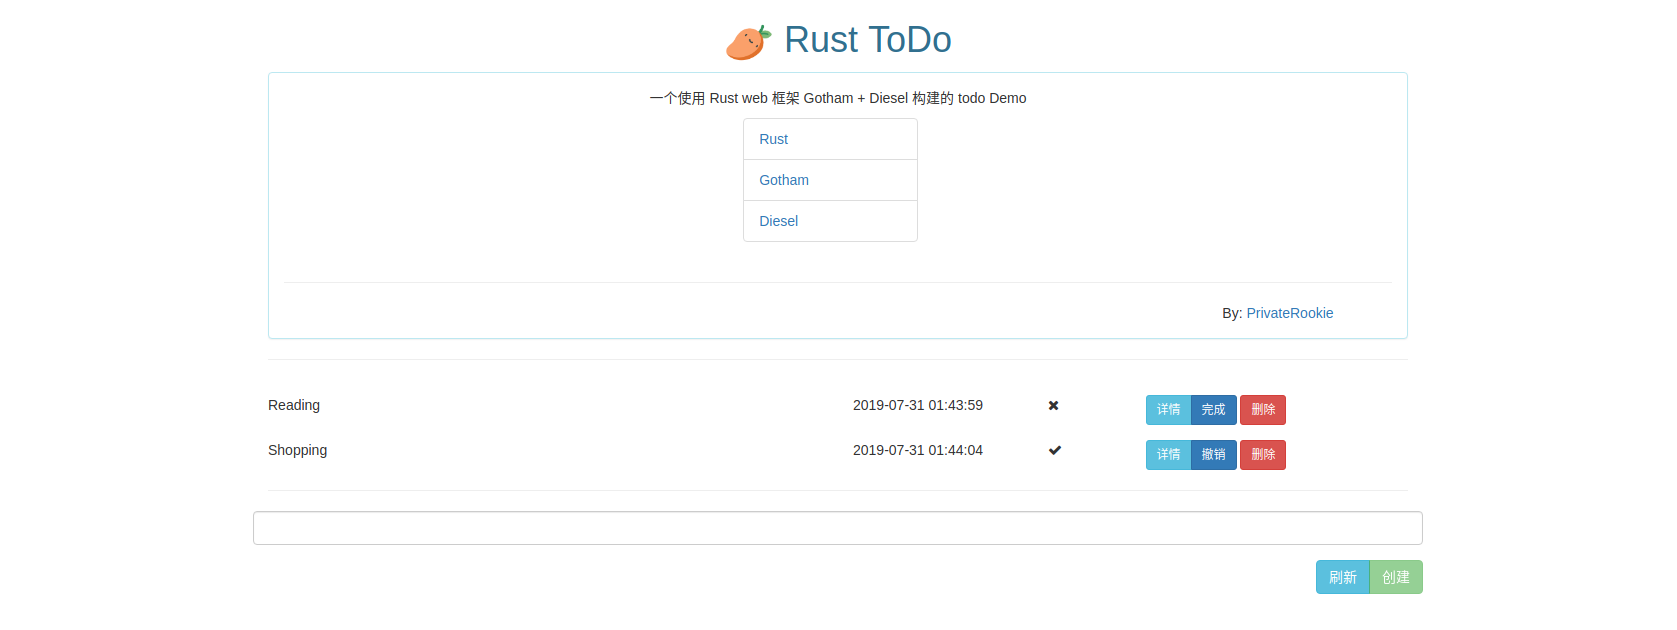 Rust ToDo
一个使用 Rust web 框架 Gotham + Diesel 构建的 todo Demo
Rust
Gotham
Diesel
By: PrivateRookie
Reading 2019-07-31 01:43:59 ✖ 详情 完成 删除
Shopping 2019-07-31 01:44:04 ✔ 详情 撤销 删除
刷新 创建